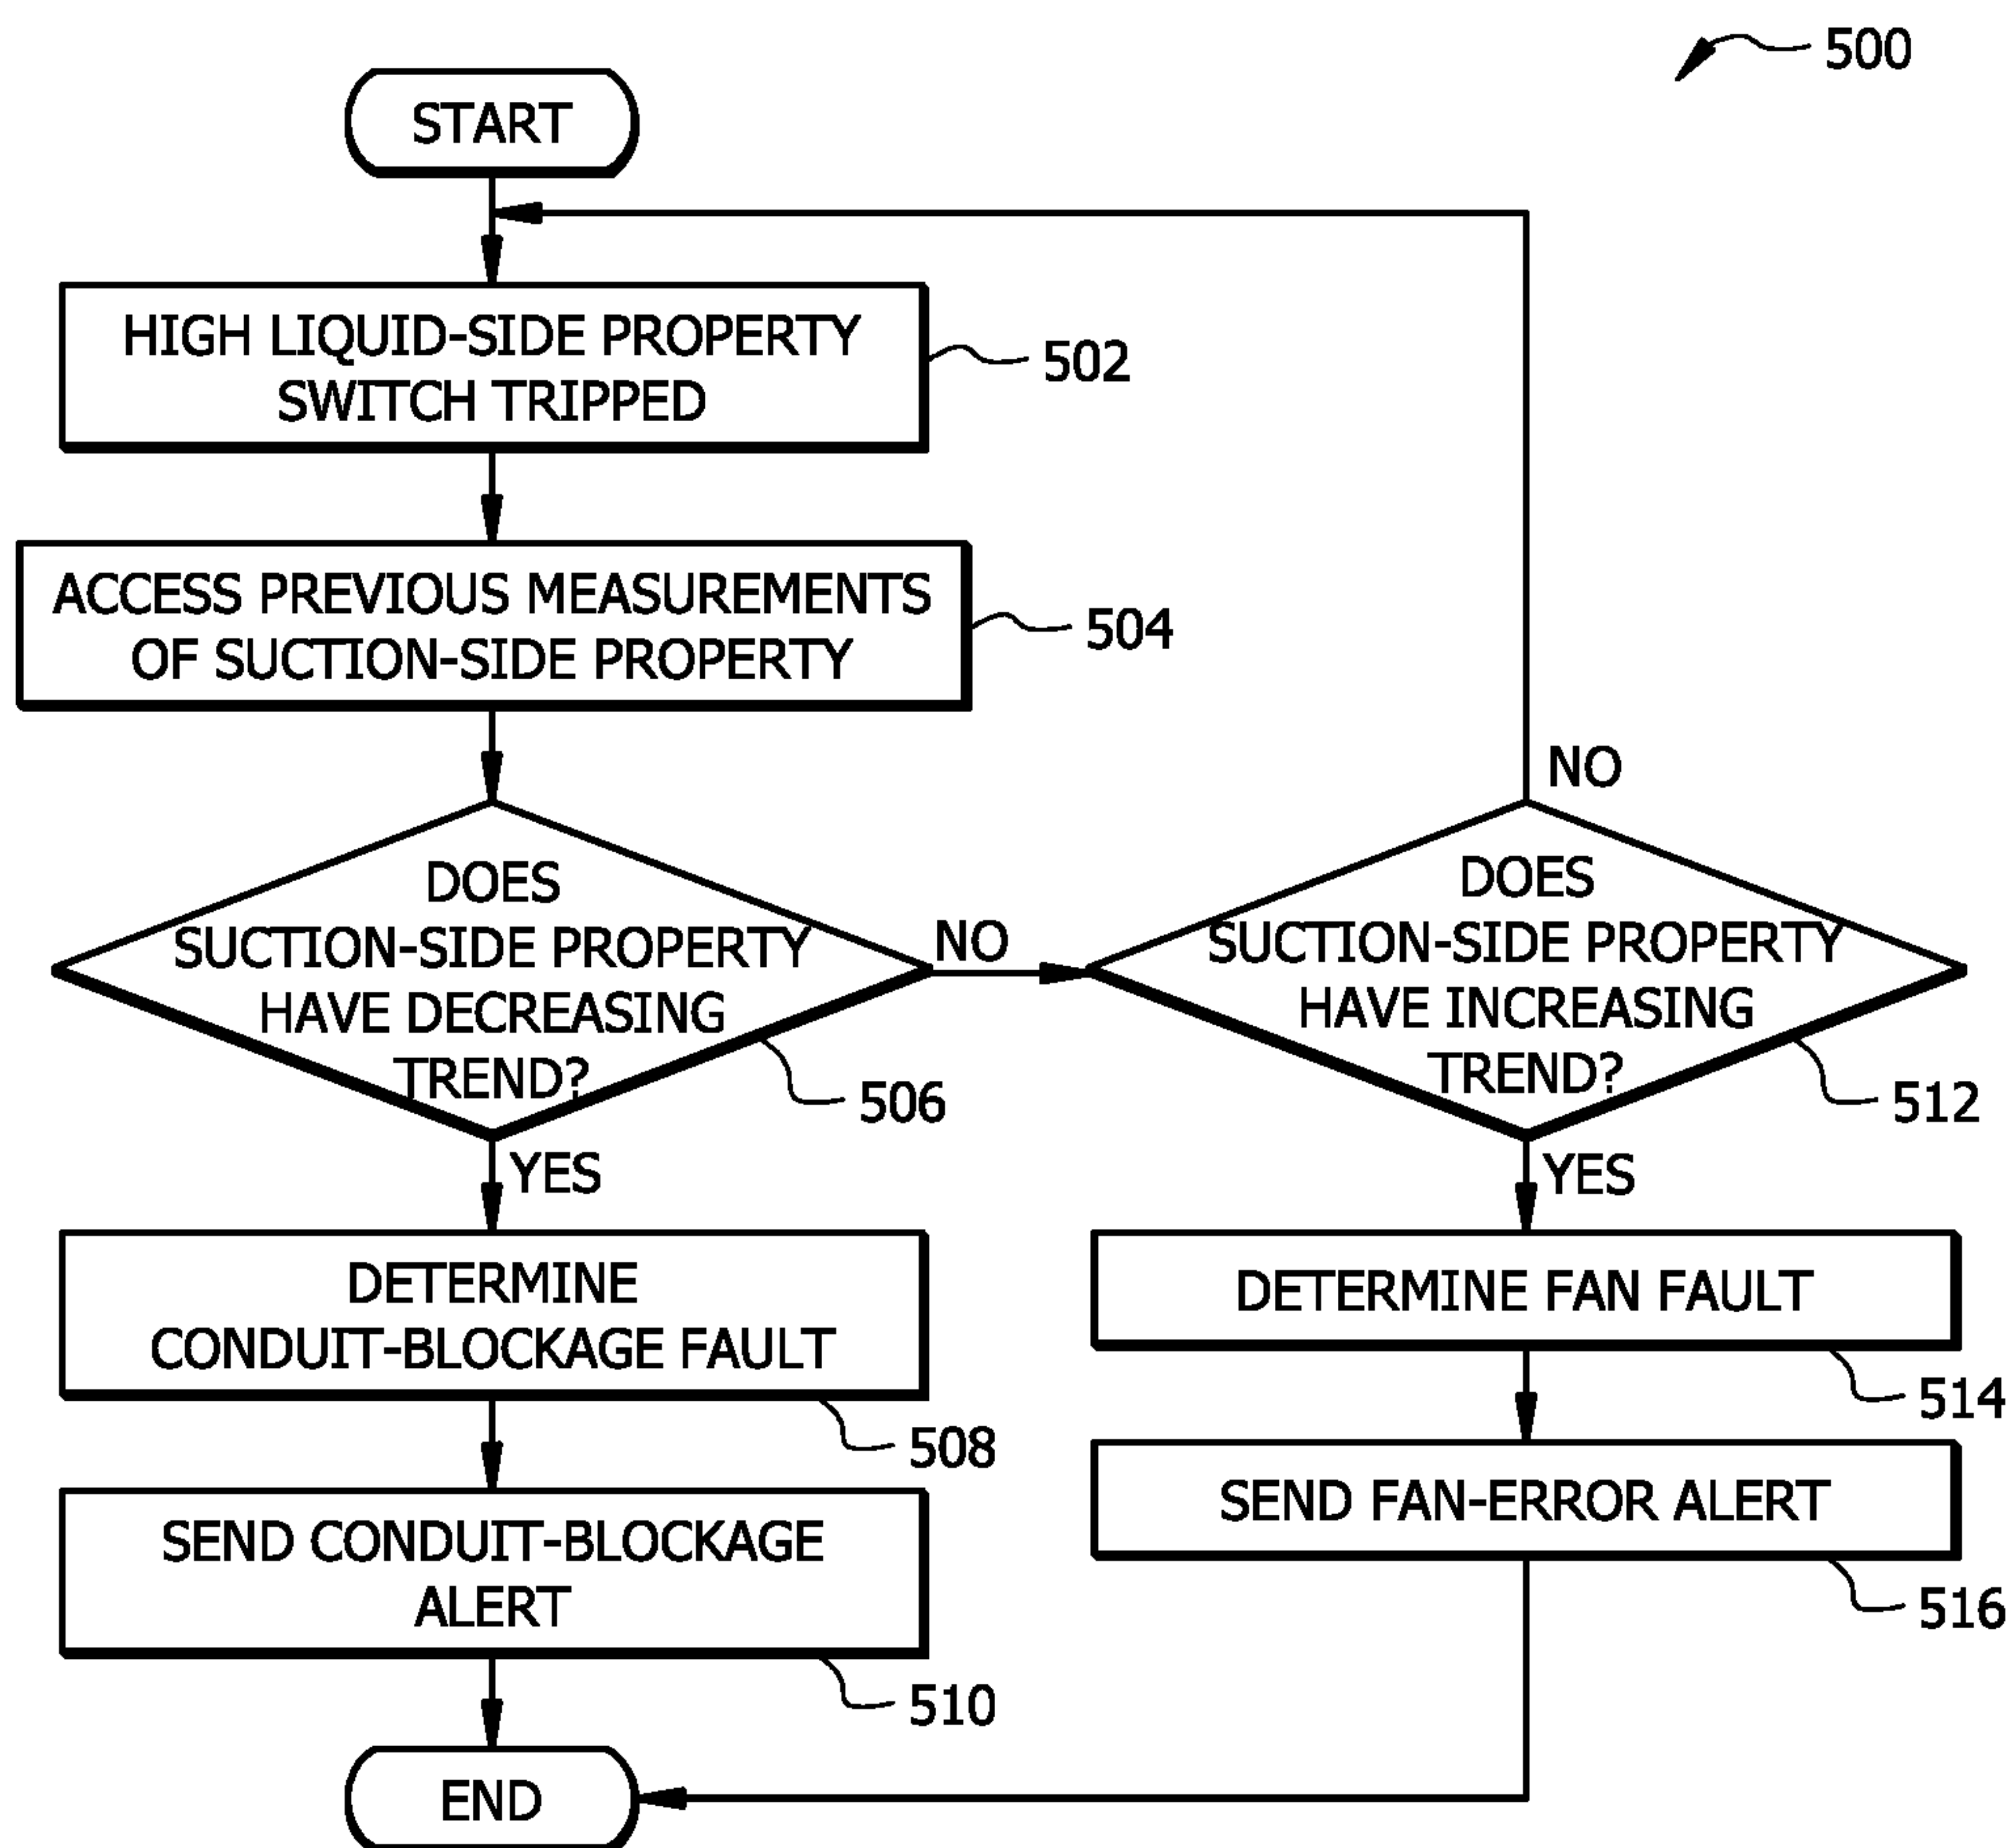 500
START
HIGH LIQUID-SIDE PROPERTY
SWITCH TRIPPED
502
ACCESS PREVIOUS MEASUREMENTS
OF SUCTION-SIDE PROPERTY
504
DOES
SUCTION-SIDE PROPERTY
HAVE DECREASING
TREND?
506
NO
YES
DETERMINE
CONDUIT-BLOCKAGE FAULT
508
SEND CONDUIT-BLOCKAGE
ALERT
510
NO
DOES
SUCTION-SIDE PROPERTY
HAVE INCREASING
TREND?
512
YES
DETERMINE FAN FAULT
514
SEND FAN-ERROR ALERT
516
END